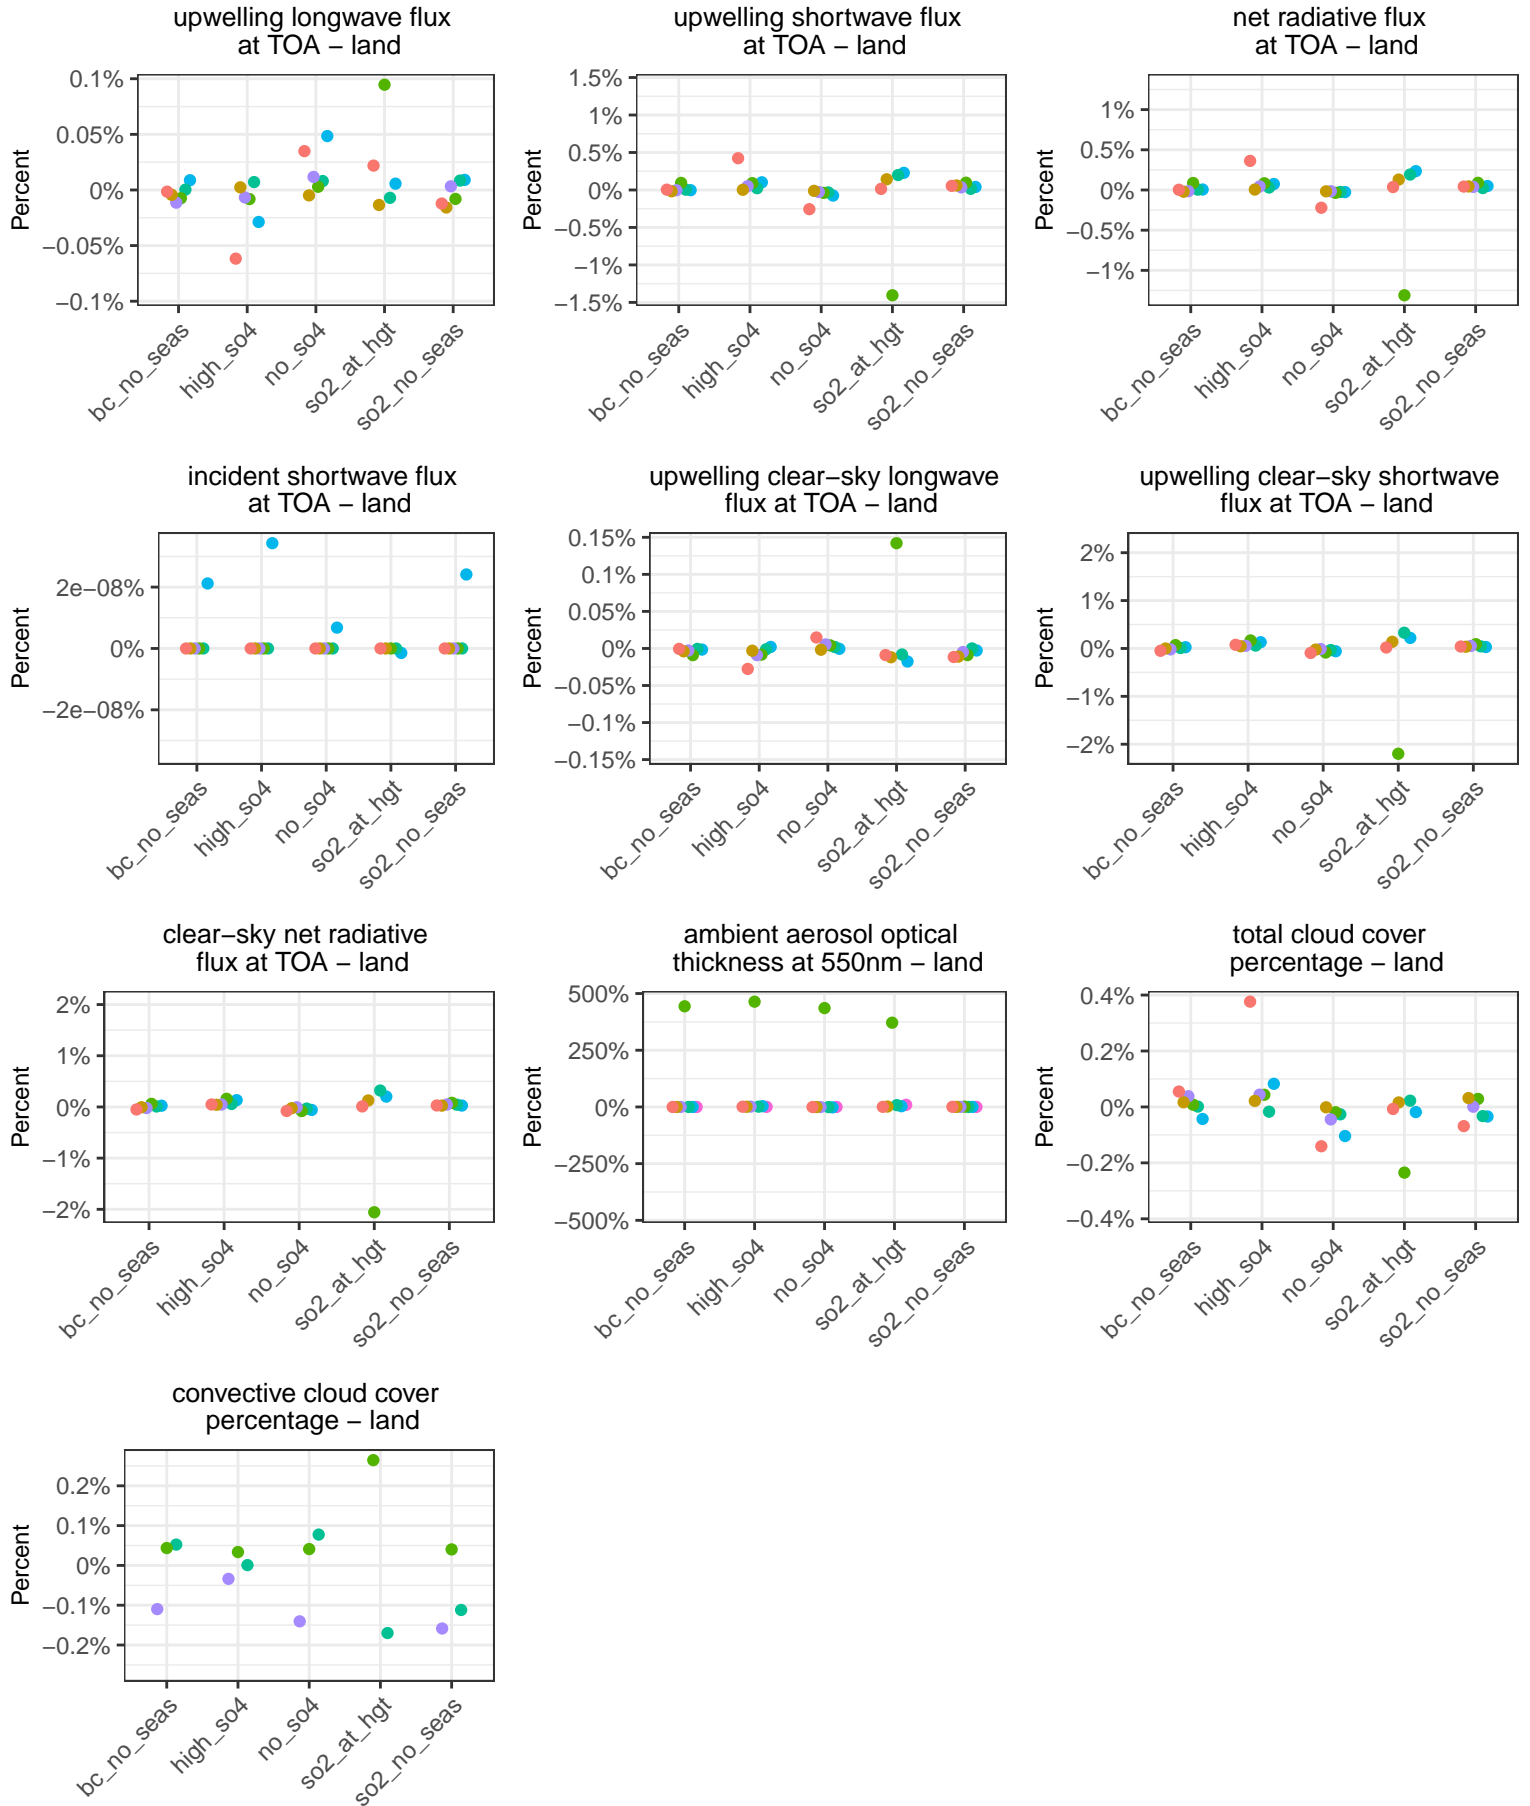 upwelling longwave flux
at TOA − land
Percent
0.1%
0.05%
0%
−0.05%
−0.1%
bc_no_seas
high_so4
no_so4
so2_at_hgt
so2_no_seas
upwelling shortwave flux
at TOA − land
Percent
1.5%
1%
0.5%
0%
−0.5%
−1%
−1.5%
bc_no_seas
high_so4
no_so4
so2_at_hgt
so2_no_seas
net radiative flux
at TOA − land
Percent
1%
0.5%
0%
−0.5%
−1%
bc_no_seas
high_so4
no_so4
so2_at_hgt
so2_no_seas
incident shortwave flux
at TOA − land
Percent
2e−08%
0%
−2e−08%
bc_no_seas
high_so4
no_so4
so2_at_hgt
so2_no_seas
upwelling clear−sky longwave
flux at TOA − land
Percent
0.15%
0.1%
0.05%
0%
−0.05%
−0.1%
−0.15%
bc_no_seas
high_so4
no_so4
so2_at_hgt
so2_no_seas
upwelling clear−sky shortwave
flux at TOA − land
Percent
2%
1%
0%
−1%
−2%
bc_no_seas
high_so4
no_so4
so2_at_hgt
so2_no_seas
clear−sky net radiative
flux at TOA − land
Percent
2%
1%
0%
−1%
−2%
bc_no_seas
high_so4
no_so4
so2_at_hgt
so2_no_seas
ambient aerosol optical
thickness at 550nm − land
Percent
500%
250%
0%
−250%
−500%
bc_no_seas
high_so4
no_so4
so2_at_hgt
so2_no_seas
total cloud cover
percentage − land
Percent
0.4%
0.2%
0%
−0.2%
−0.4%
bc_no_seas
high_so4
no_so4
so2_at_hgt
so2_no_seas
convective cloud cover
percentage − land
Percent
0.2%
0.1%
0%
−0.1%
−0.2%
bc_no_seas
high_so4
no_so4
so2_at_hgt
so2_no_seas